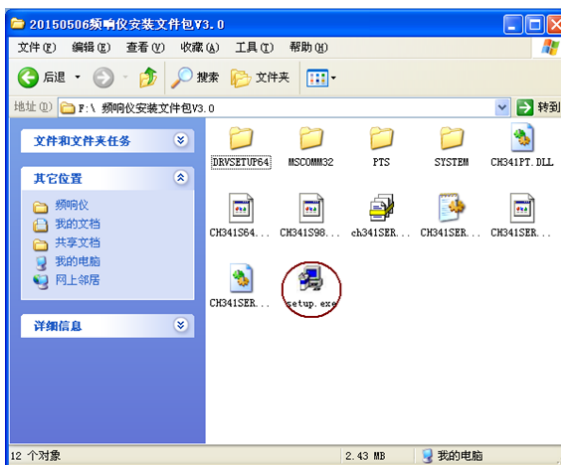 20150506频响仪安装文件包V3.0
文件(F) 编辑(E) 查看(V) 收藏(A) 工具(T) 帮助(H)
后退 搜索 文件夹
地址(D) F:\ 频响仪安装文件包V3.0 转到
文件和文件夹任务
其它位置
频响仪
我的文档
共享文档
我的电脑
网上邻居
详细信息
DRVSETUP64 MSCOMM32 PTS SYSTEM CH341PT.DLL
CH341S64... CH341S98... ch341SER... CH341SER... CH341SER...
CH341SER... setup.exe
12 个对象 2.43 MB 我的电脑